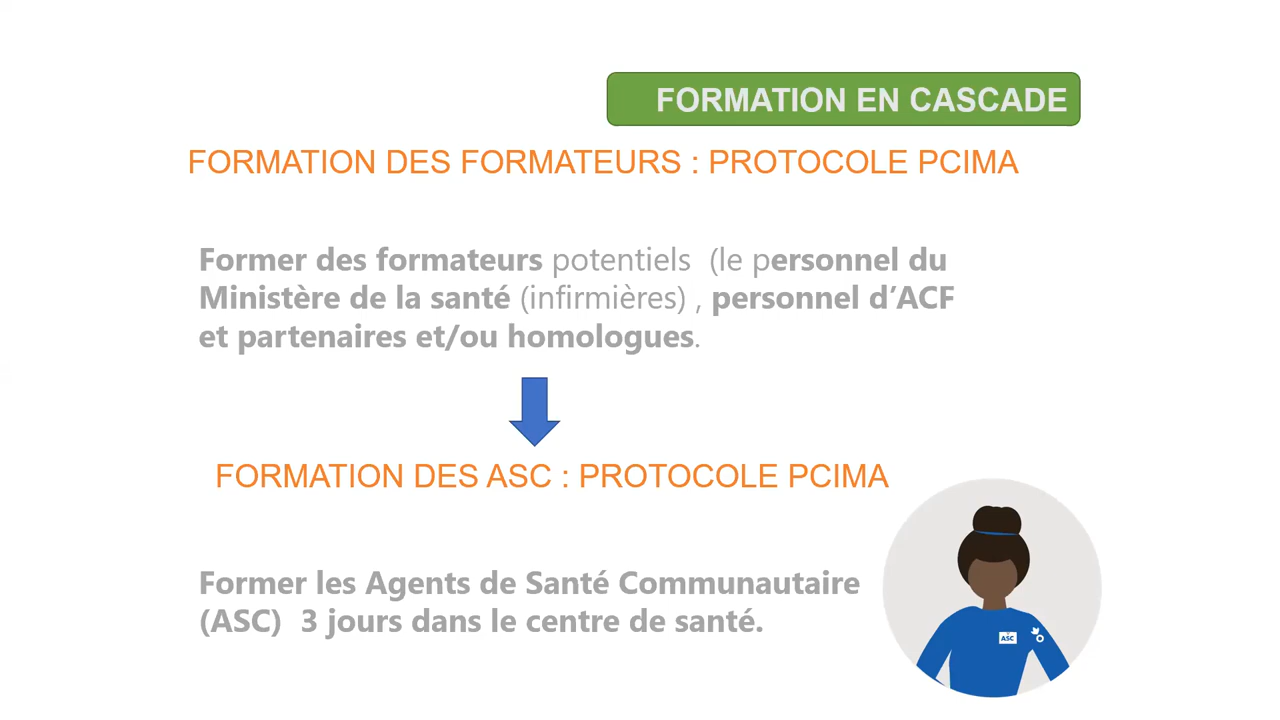 FORMATION EN CASCADE
FORMATION DES FORMATEURS : PROTOCOLE PCIMA
Former des formateurs potentiels (le personnel du
Ministère de la santé (infirmières) , personnel d’ACF
et partenaires et/ou homologues.
FORMATION DES ASC : PROTOCOLE PCIMA
Former les Agents de Santé Communautaire
(ASC) 3 jours dans le centre de santé.
ASC